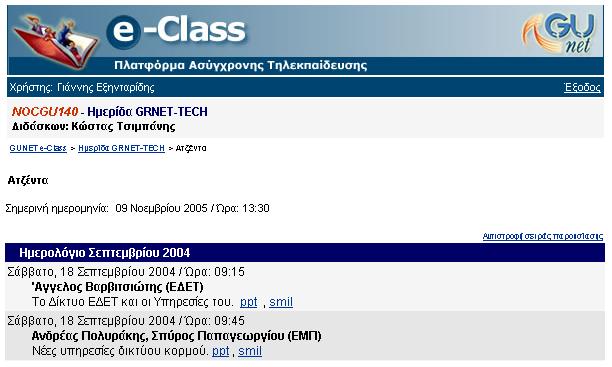 e-Class
GUnet
Πλατφόρμα Ασύγχρονης Τηλεκπαίδευσης
Χρήστης: Γιάννης Εξηνταρίδης Έξοδος
NOCGU140 - Ημερίδα GRNET-TECH
Διδάσκων: Κώστας Τσιμπάνης
GUNET e-Class > Ημερίδα GRNET-TECH > Ατζέντα
Ατζέντα
Σημερινή ημερομηνία: 09 Νοεμβρίου 2005 / Ώρα: 13:30
Αντιστροφή σειράς παρουσίασης
Ημερολόγιο Σεπτεμβρίου 2004
Σάββατο, 18 Σεπτεμβρίου 2004 / Ώρα: 09:15
'Αγγελος Βαρβιτσιώτης (ΕΔΕΤ)
Το Δίκτυο ΕΔΕΤ και οι Υπηρεσίες του. ppt , smil
Σάββατο, 18 Σεπτεμβρίου 2004 / Ώρα: 09:45
Ανδρέας Πολυράκης, Σπύρος Παπαγεωργίου (ΕΜΠ)
Νέες υπηρεσίες δικτύου κορμού. ppt , smil